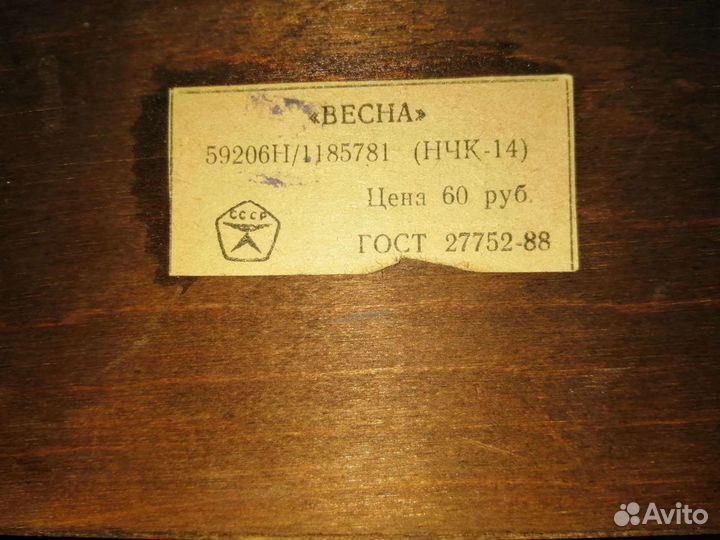 «ВЕСНА»
59206Н/1185781 (НЧК-14)
Цена 60 руб.
СССР
ГОСТ 27752-88
Avito